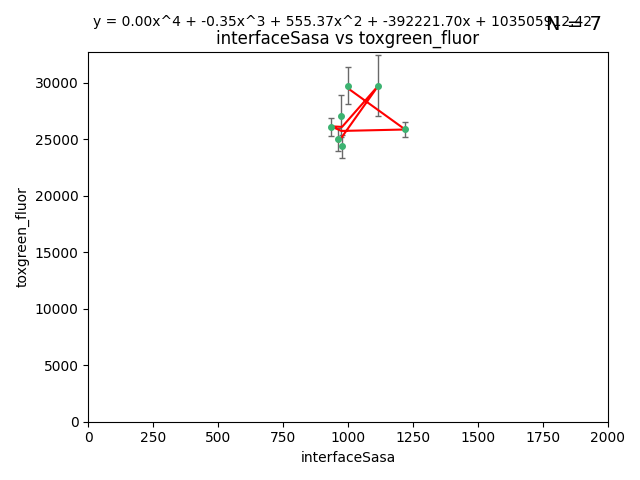 y = 0.00x^4 + -0.35x^3 + 555.37x^2 + -392221.70x + 103505912.42
N = 7
interfaceSasa vs toxgreen_fluor
30000
25000
20000
15000
10000
5000
0
toxgreen_fluor
0 250 500 750 1000 1250 1500 1750 2000
interfaceSasa